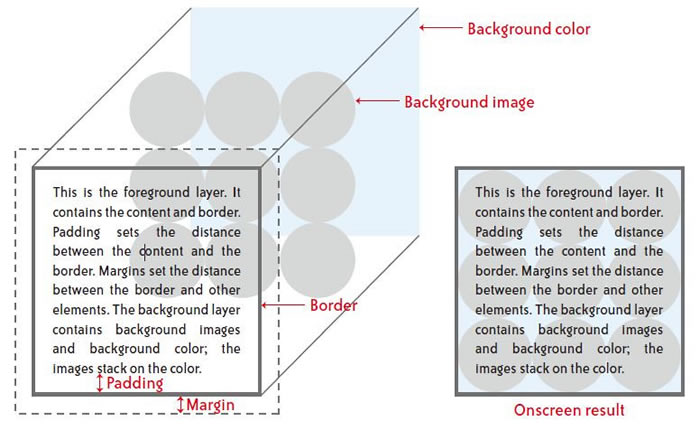 Background color
Background image
This is the foreground layer. It
contains the content and border.
Padding sets the distance
between the content and the
border. Margins set the distance
between the border and other
elements. The background layer
contains background images
and background color; the
images stack on the color.
Border
Padding
Margin
This is the foreground layer. It
contains the content and border.
Padding sets the distance
between the content and the
border. Margins set the distance
between the border and other
elements. The background layer
contains background images
and background color; the
images stack on the color.
Onscreen result